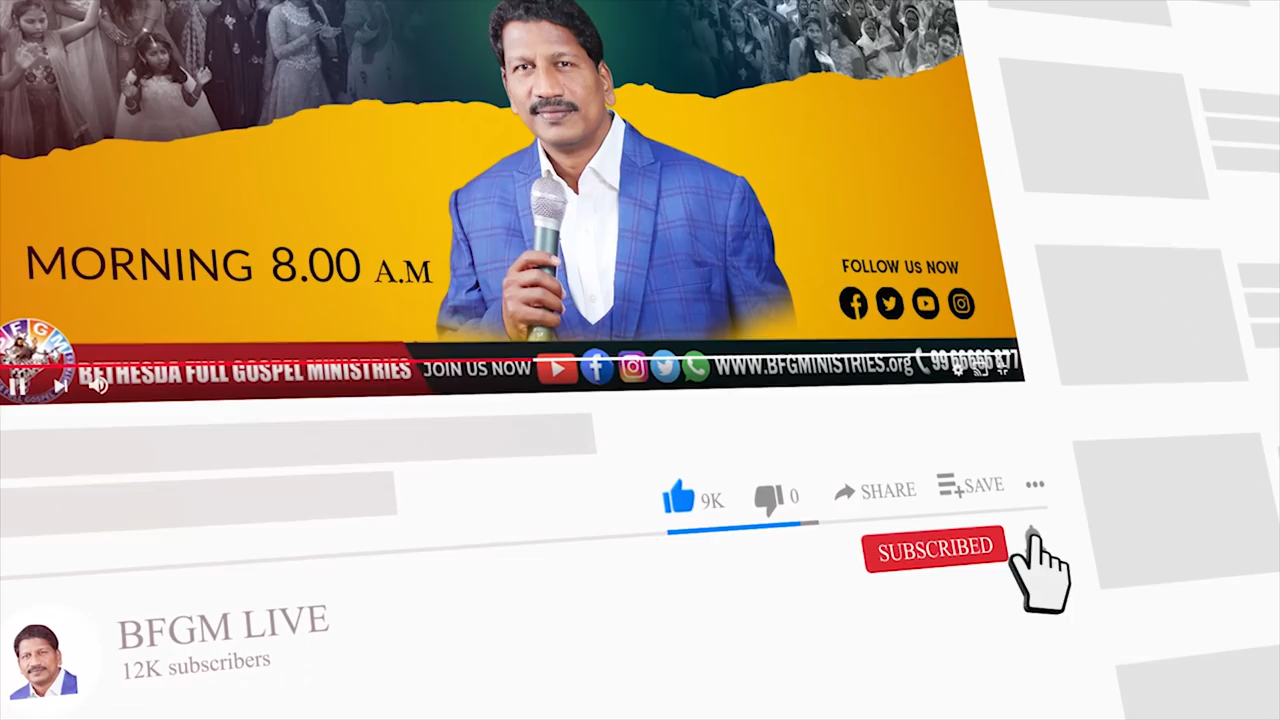 MORNING 8.00 A.M
FOLLOW US NOW
BETHESDA FULL GOSPEL MINISTRIES
JOIN US NOW
WWW.BFGMINISTRIES.org
9K
0
SHARE
SAVE
SUBSCRIBED
BFGM LIVE
12K subscribers